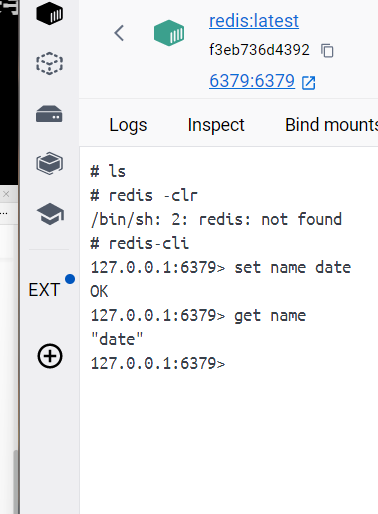 redis:latest
f3eb736d4392
6379:6379
Logs Inspect Bind mounts
# ls
# redis -clr
/bin/sh: 2: redis: not found
# redis-cli
127.0.0.1:6379> set name date
OK
127.0.0.1:6379> get name
"date"
127.0.0.1:6379>
EXT